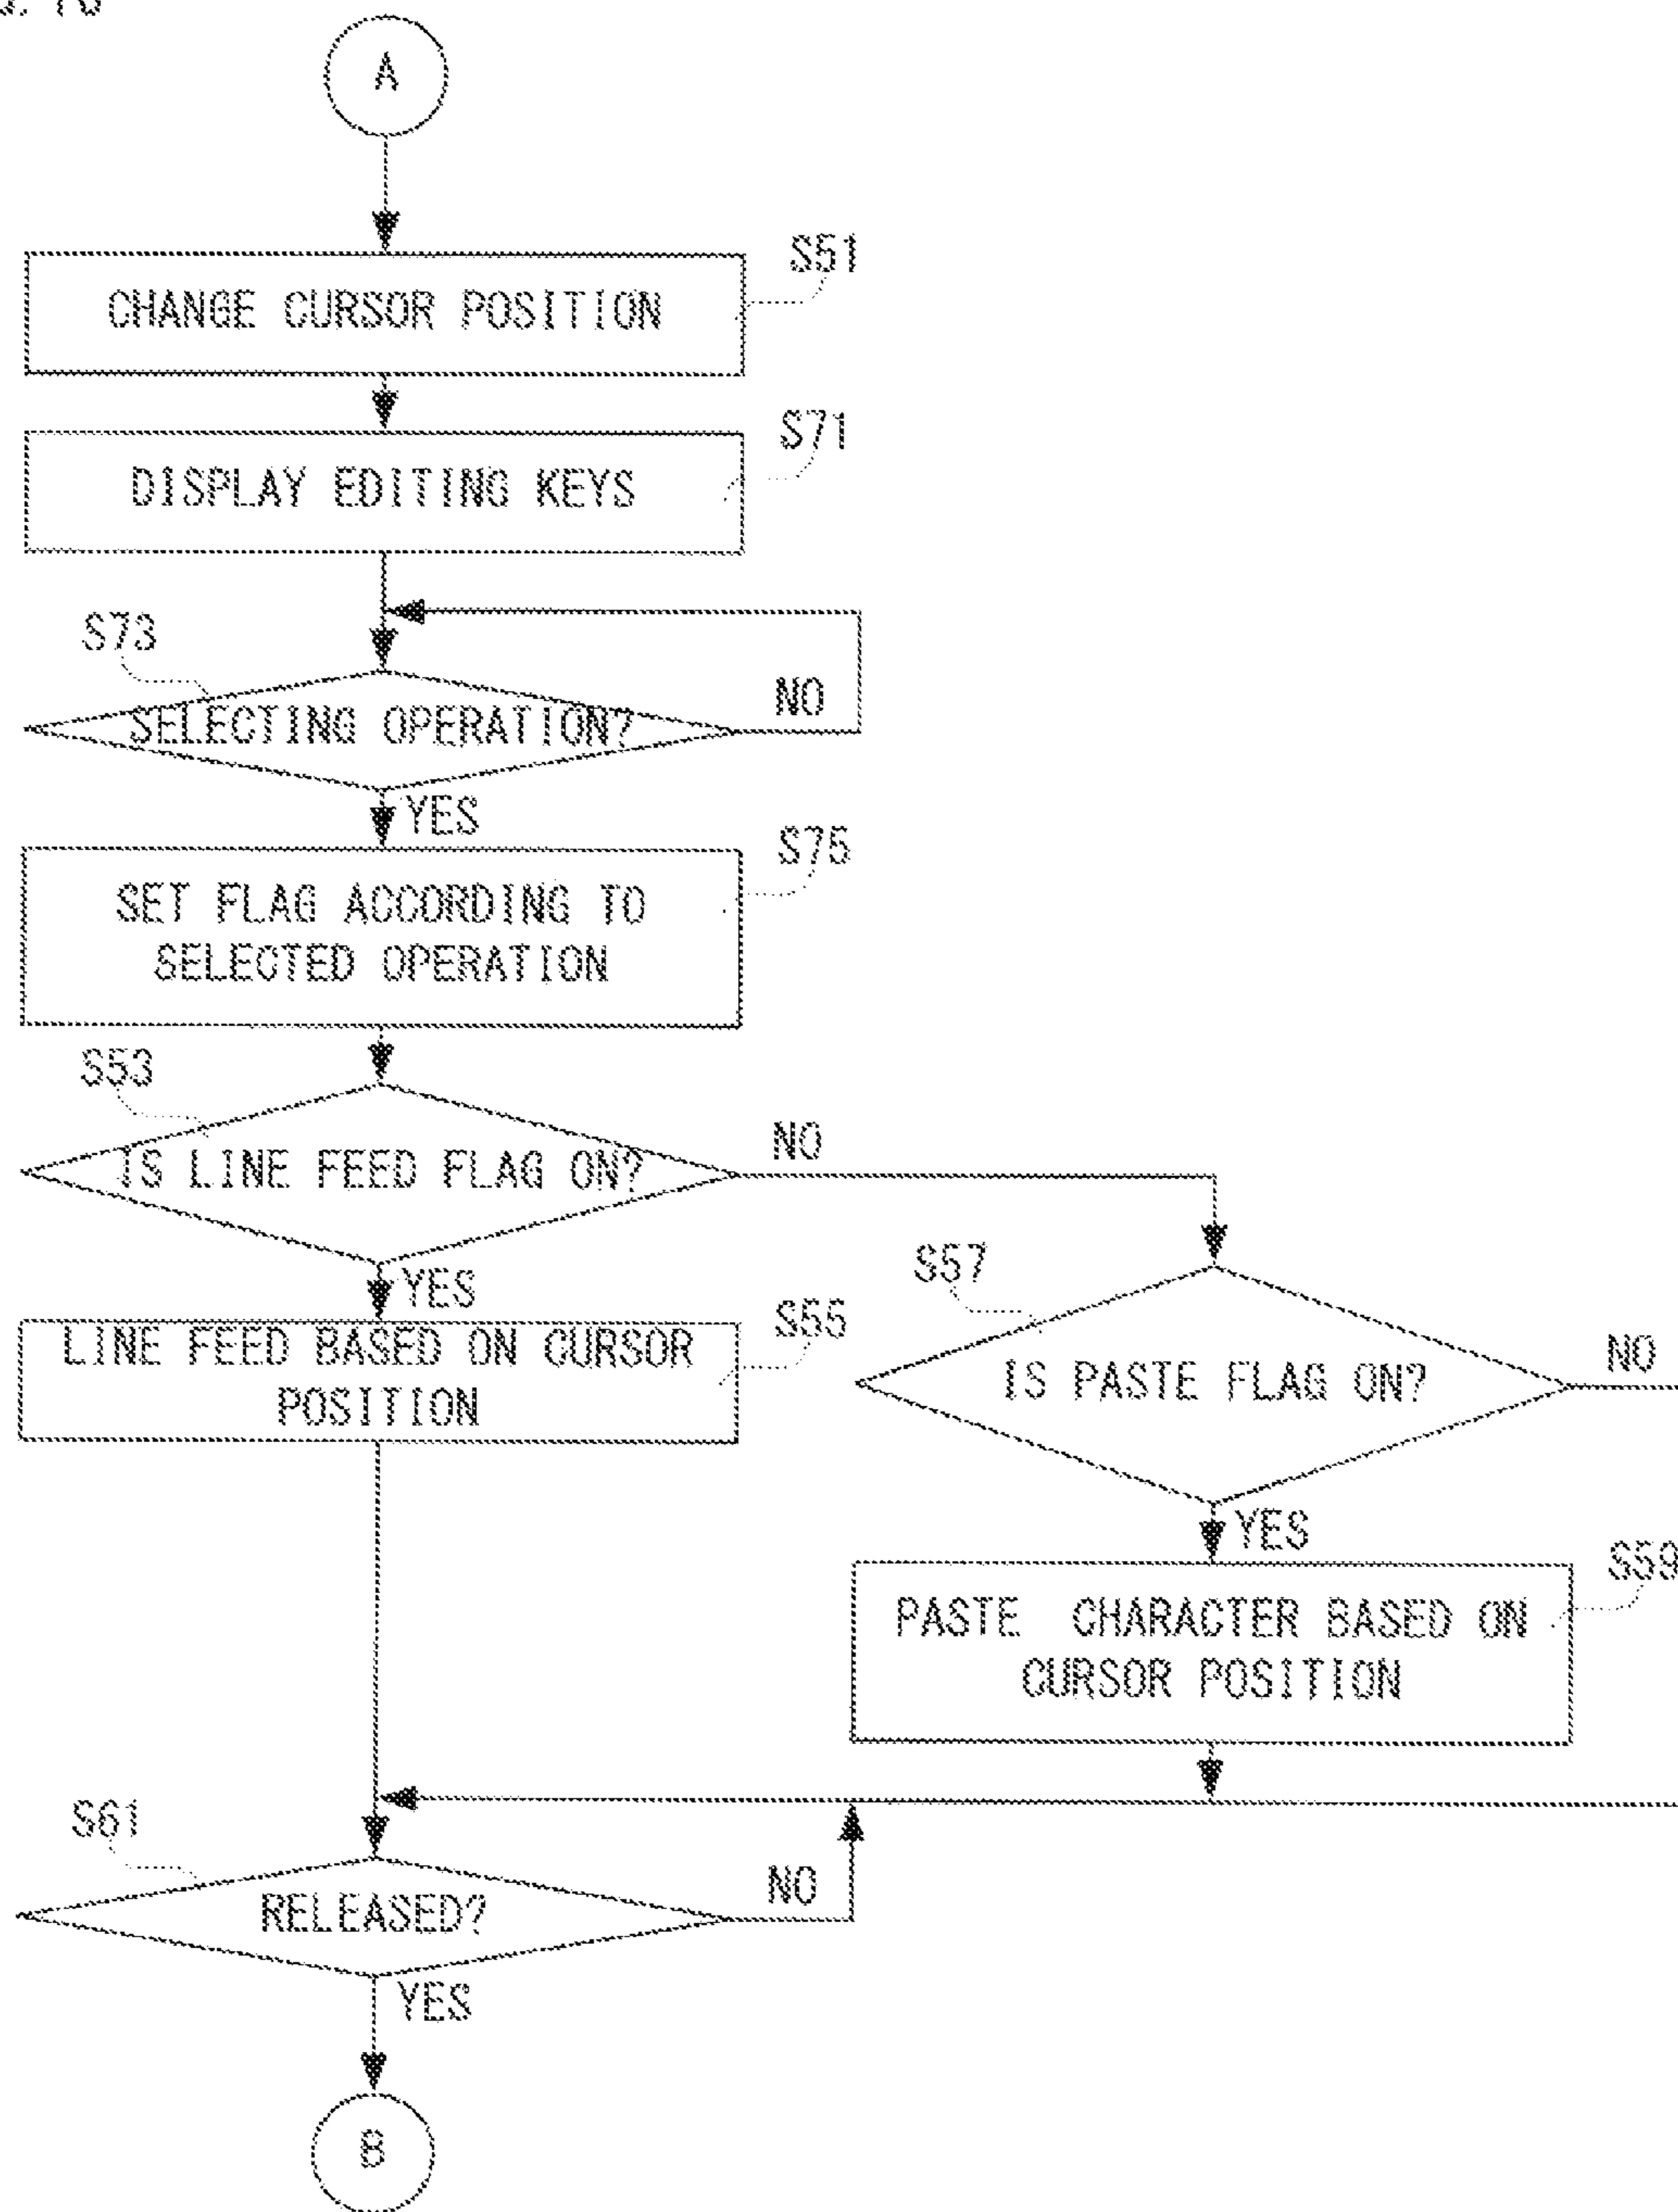 A
S51
CHANGE CURSOR POSITION
S71
DISPLAY EDITING KEYS
S73
SELECTING OPERATION?
NO
YES
S75
SET FLAG ACCORDING TO
SELECTED OPERATION
S53
IS LINE FEED FLAG ON?
NO
YES
S55
LINE FEED BASED ON CURSOR
POSITION
S57
IS PASTE FLAG ON?
NO
YES
S59
PASTE CHARACTER BASED ON
CURSOR POSITION
S61
RELEASED?
NO
YES
B